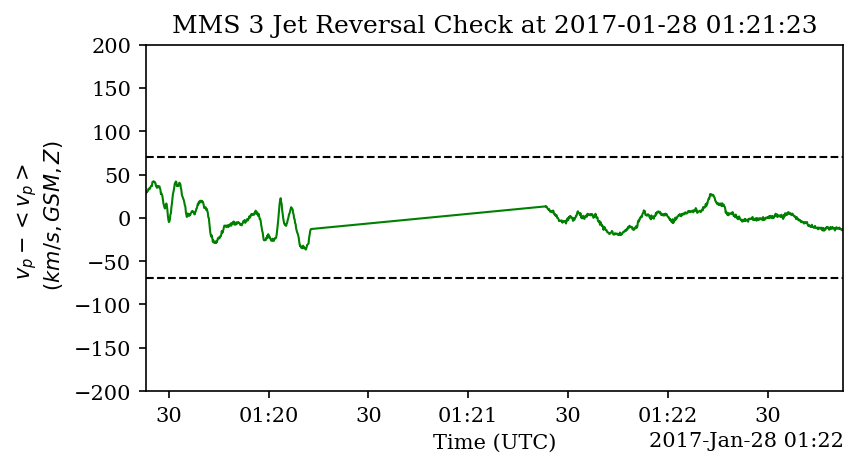 MMS 3 Jet Reversal Check at 2017-01-28 01:21:23
200
150
100
50
0
−50
−100
−150
−200
v_p − < v_p >
(km/s, GSM, Z)
30 01:20 30 01:21 30 01:22 30
Time (UTC)
2017-Jan-28 01:22